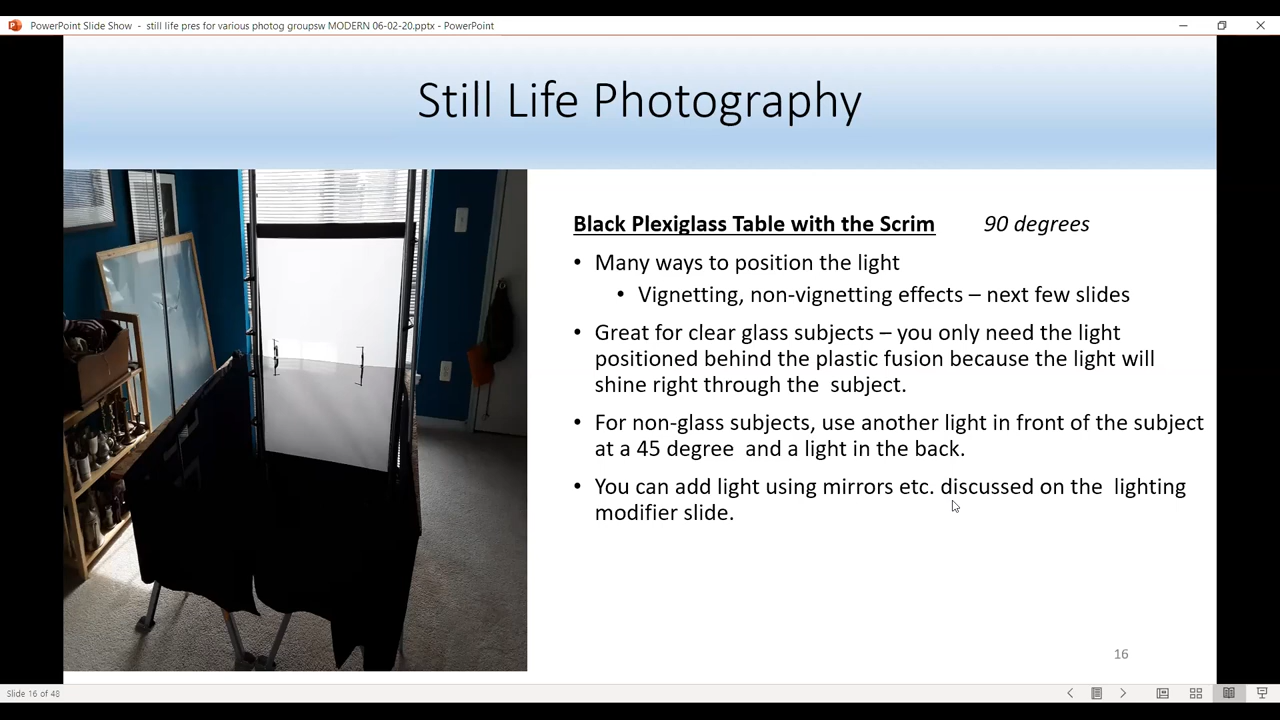 PowerPoint Slide Show - still life pres for various photog groupsw MODERN 06-02-20.pptx - PowerPoint
Still Life Photography
Black Plexiglass Table with the Scrim 90 degrees
• Many ways to position the light
• Vignetting, non-vignetting effects – next few slides
• Great for clear glass subjects – you only need the light
positioned behind the plastic fusion because the light will
shine right through the subject.
• For non-glass subjects, use another light in front of the subject
at a 45 degree and a light in the back.
• You can add light using mirrors etc. discussed on the lighting
modifier slide.
16
Slide 16 of 48